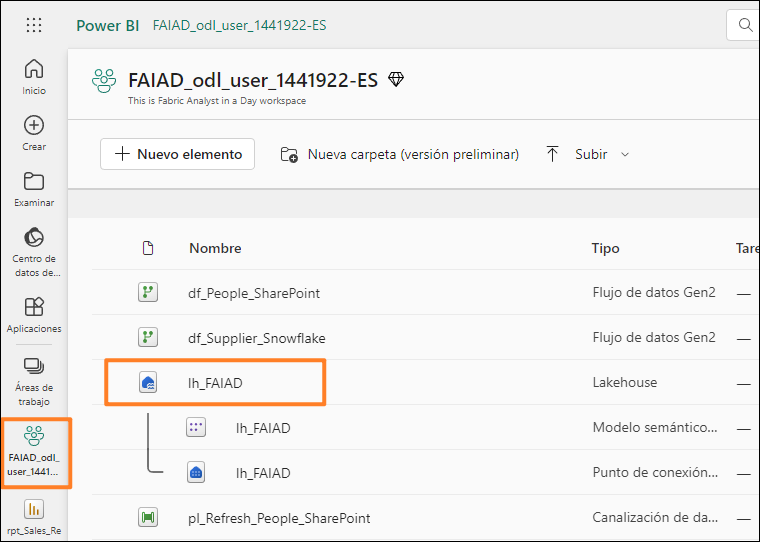 Power BI FAIAD_odl_user_1441922-ES
FAIAD_odl_user_1441922-ES
This is Fabric Analyst in a Day workspace
Nuevo elemento Nueva carpeta (versión preliminar) Subir
Inicio
Crear
Examinar
Centro de
datos de...
Aplicaciones
Áreas de
trabajo
FAIAD_odl_
user_1441...
rpt_Sales_Re
Nombre Tipo Tare
df_People_SharePoint Flujo de datos Gen2 —
df_Supplier_Snowflake Flujo de datos Gen2 —
lh_FAIAD Lakehouse —
lh_FAIAD Modelo semántico... —
lh_FAIAD Punto de conexión... —
pl_Refresh_People_SharePoint Canalización de da... —